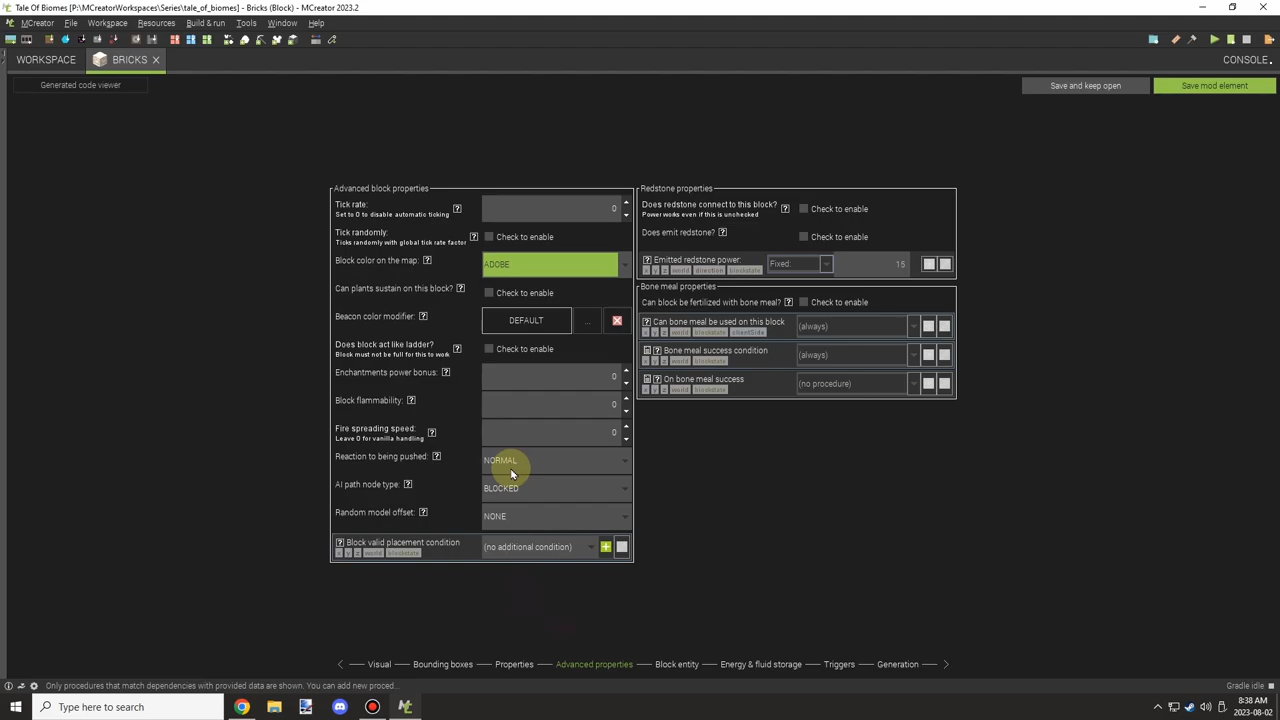 Tale Of Biomes [P:\MCreatorWorkspaces\Series\tale_of_biomes] - Bricks (Block) - MCreator 2023.2
MCreator File Workspace Resources Build & run Tools Window Help
WORKSPACE BRICKS CONSOLE
Generated code viewer Save and keep open Save mod element
Advanced block properties
Tick rate: ? 0
Set to 0 to disable automatic ticking
Tick randomly: ? Check to enable
Ticks randomly with global tick rate factor
Block color on the map: ? ADOBE
Can plants sustain on this block? ? Check to enable
Beacon color modifier: ? DEFAULT ...
Does block act like ladder? ? Check to enable
Block must not be full for this to work
Enchantments power bonus: ? 0
Block flammability: ? 0
Fire spreading speed: ? 0
Leave 0 for vanilla handling
Reaction to being pushed: ? NORMAL
AI path node type: ? BLOCKED
Random model offset: ? NONE
? Block valid placement condition (no additional condition)
x y z world blockstate
Redstone properties
Does redstone connect to this block? ? Check to enable
Power works even if this is unchecked
Does emit redstone? ? Check to enable
Emitted redstone power: ? Fixed: 15
x y z world direction blockstate
Bone meal properties
Can block be fertilized with bone meal? ? Check to enable
? Can bone meal be used on this block (always)
x y z world blockstate clientSide
? Bone meal success condition (always)
x y z world blockstate
? On bone meal success (no procedure)
x y z world blockstate
Visual Bounding boxes Properties Advanced properties Block entity Energy & fluid storage Triggers Generation
Only procedures that match dependencies with provided data are shown. You can add new proced... Gradle idle
Type here to search 8:38 AM
2023-08-02